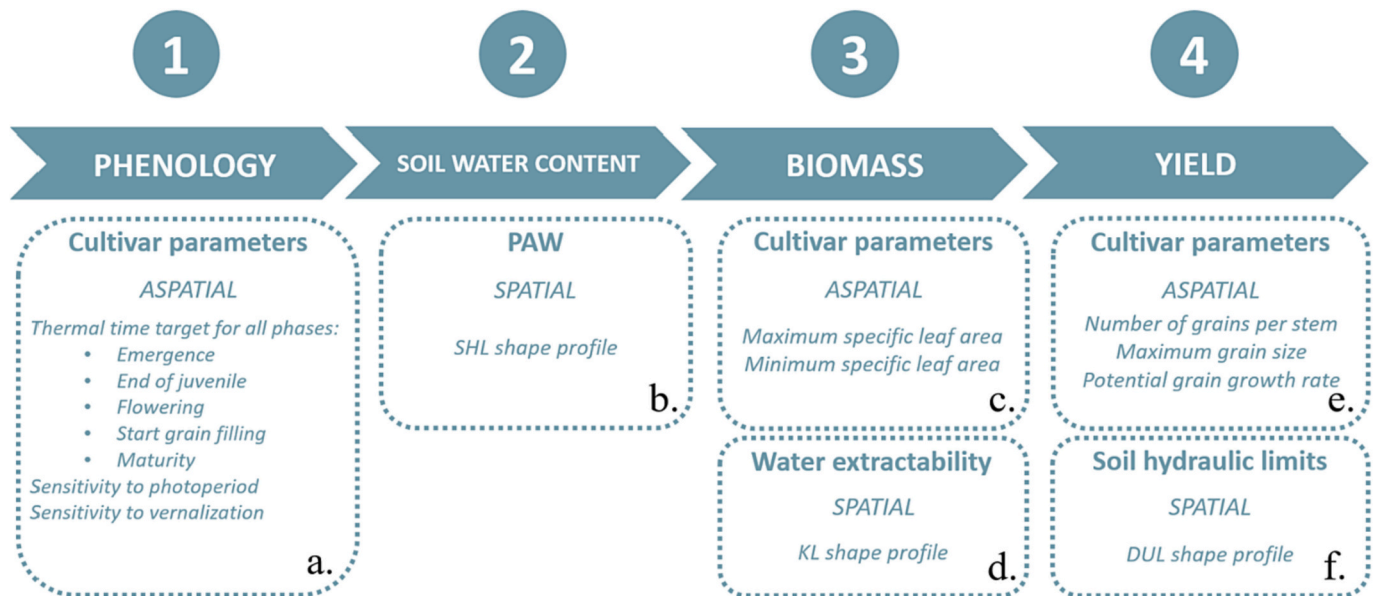 1
2
3
4
PHENOLOGY
SOIL WATER CONTENT
BIOMASS
YIELD
Cultivar parameters
ASPATIAL
Thermal time target for all phases:
• Emergence
• End of juvenile
• Flowering
• Start grain filling
• Maturity
Sensitivity to photoperiod
Sensitivity to vernalization
a.
PAW
SPATIAL
SHL shape profile
b.
Cultivar parameters
ASPATIAL
Maximum specific leaf area
Minimum specific leaf area
c.
Water extractability
SPATIAL
KL shape profile
d.
Cultivar parameters
ASPATIAL
Number of grains per stem
Maximum grain size
Potential grain growth rate
e.
Soil hydraulic limits
SPATIAL
DUL shape profile
f.